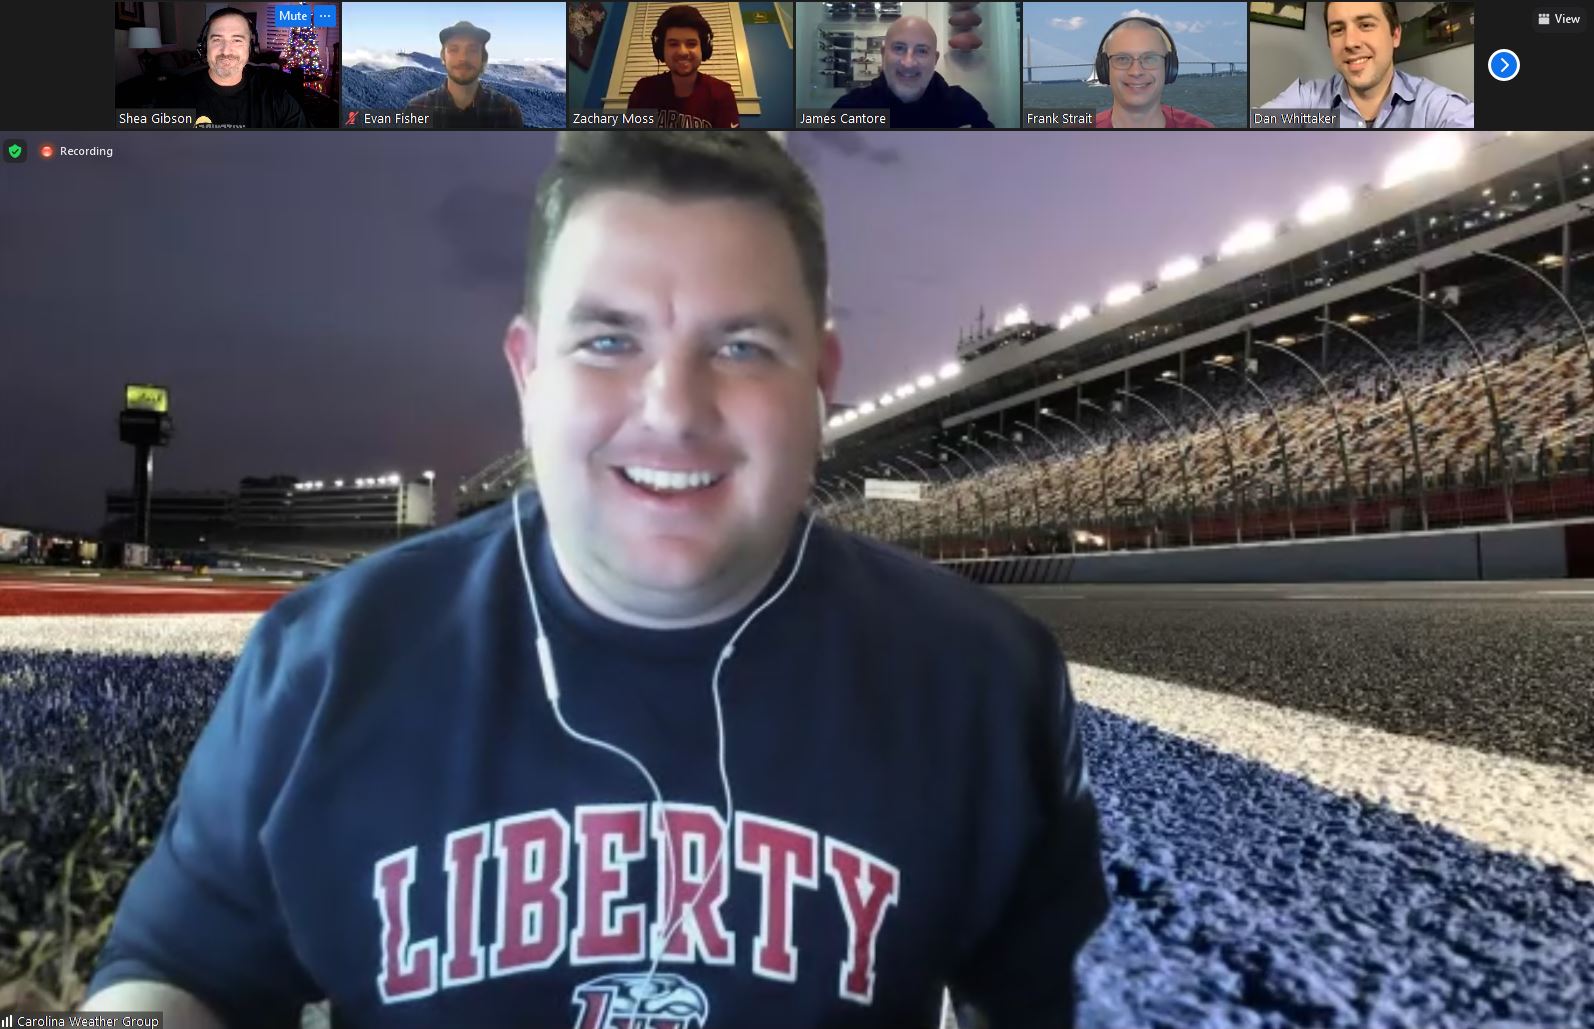 Mute
View
Shea Gibson
Evan Fisher
Zachary Moss
James Cantore
Frank Strait
Dan Whittaker
Recording
LIBERTY
Carolina Weather Group